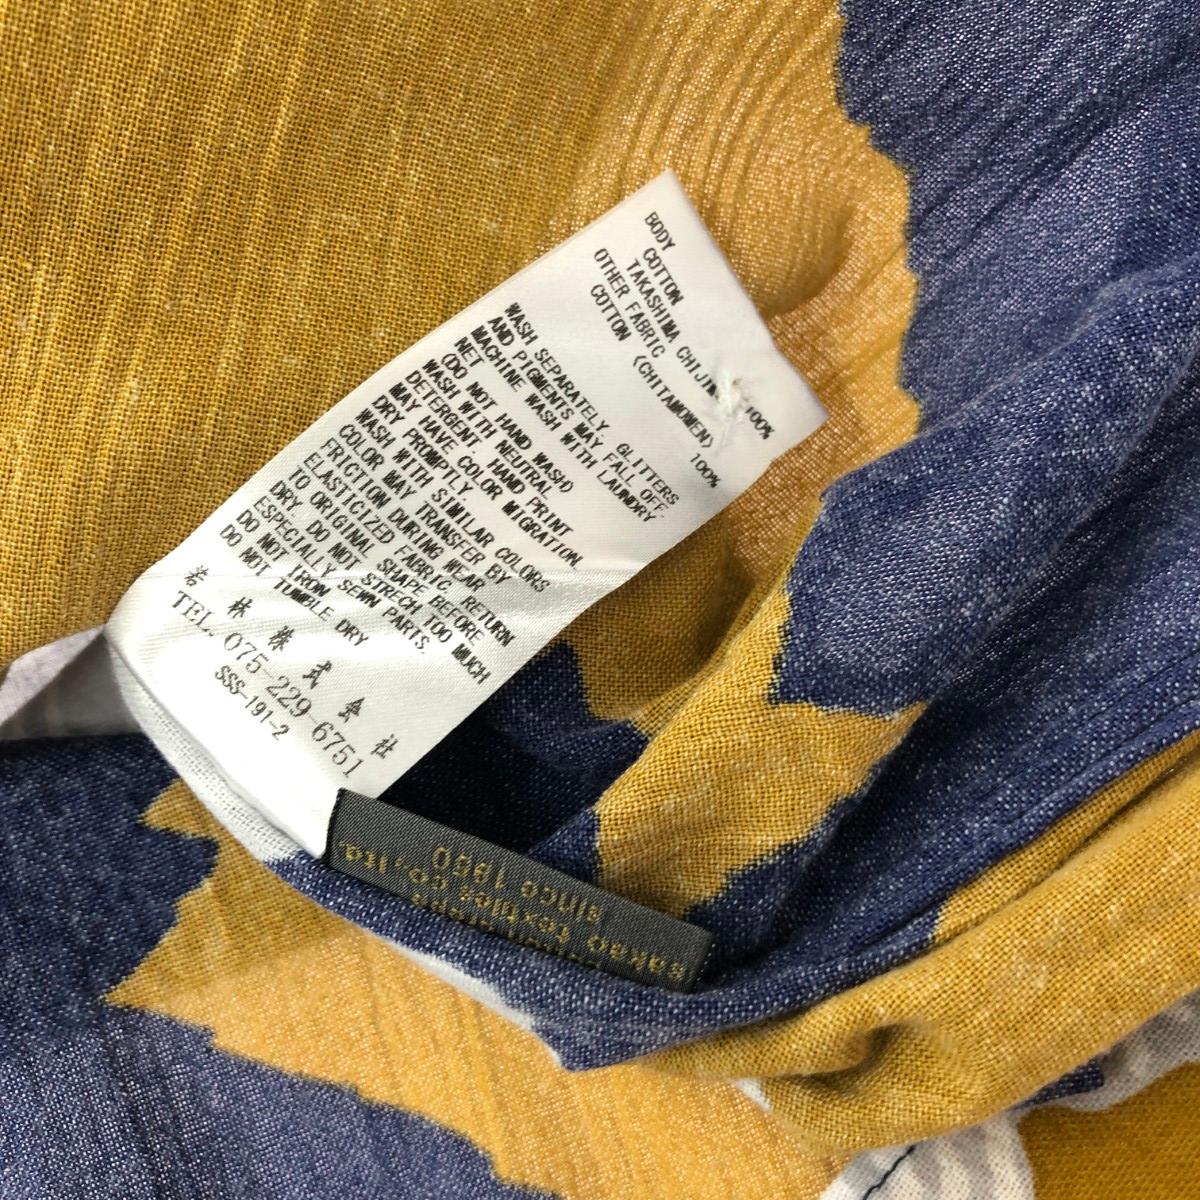 BODY
COTTON 100%
TAKASHIMA
OTHER FABRIC
COTTON (CHITAMOMEN) 100%
WASH SEPARATELY. GLITTERS
AND PIGMENTS MAY FALL OFF.
MACHINE WASH WITH LAUNDRY
NET
(DO NOT HAND WASH)
WASH WITH NEUTRAL
DETERGENT. HAND PRINT
MAY HAVE COLOR MIGRATION.
DRY PROMPTLY
WASH WITH SIMILAR COLORS
COLOR MAY TRANSFER BY
FRICTION DURING WEAR
ELASTICIZED FABRIC. RETURN
TO ORIGINAL SHAPE BEFORE
DRY. DO NOT STRECH TOO MUCH
ESPECIALLY SEWN PARTS.
DO NOT IRON
DO NOT TUMBLE DRY
若林株式会社
TEL. 075-229-6751
SSS-191-2
textiles co., ltd.
since 1950